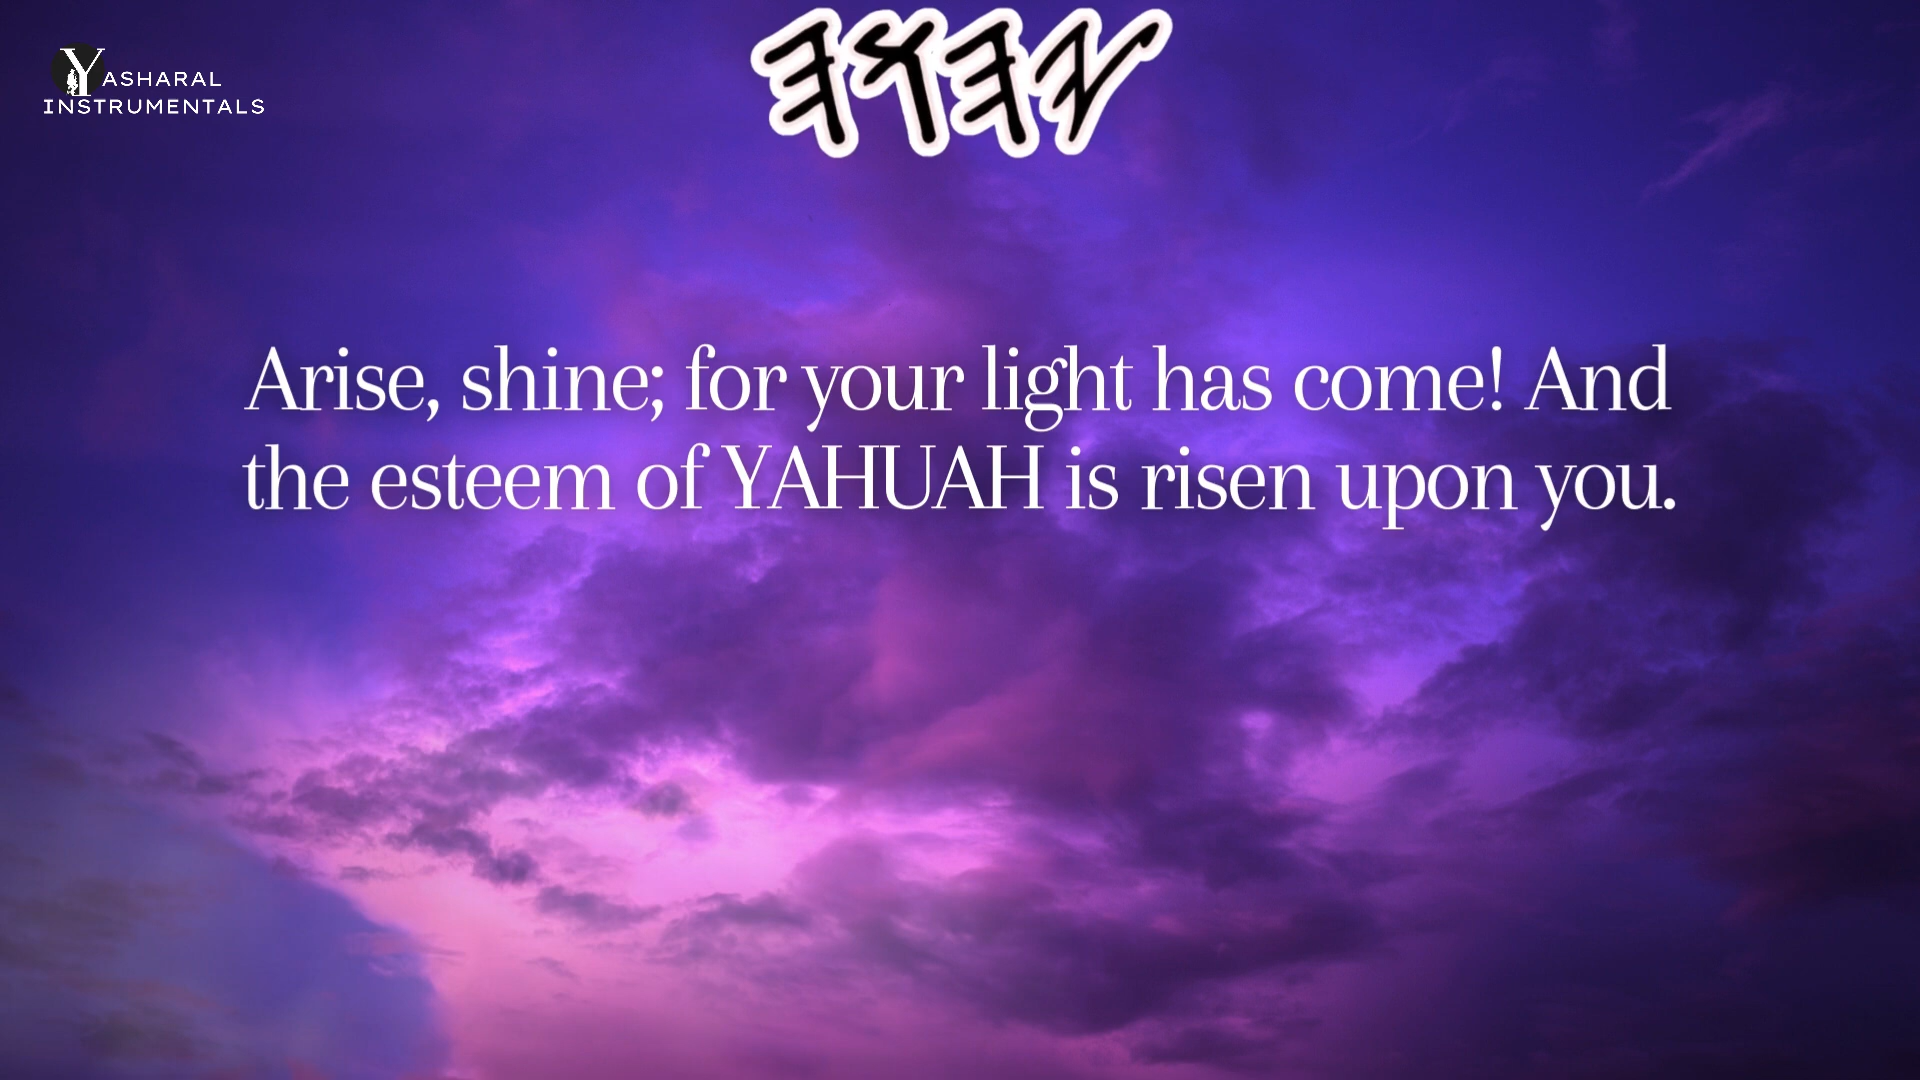 𐤉𐤄𐤅𐤄
YASHARAL
INSTRUMENTALS
Arise, shine; for your light has come! And
the esteem of YAHUAH is risen upon you.